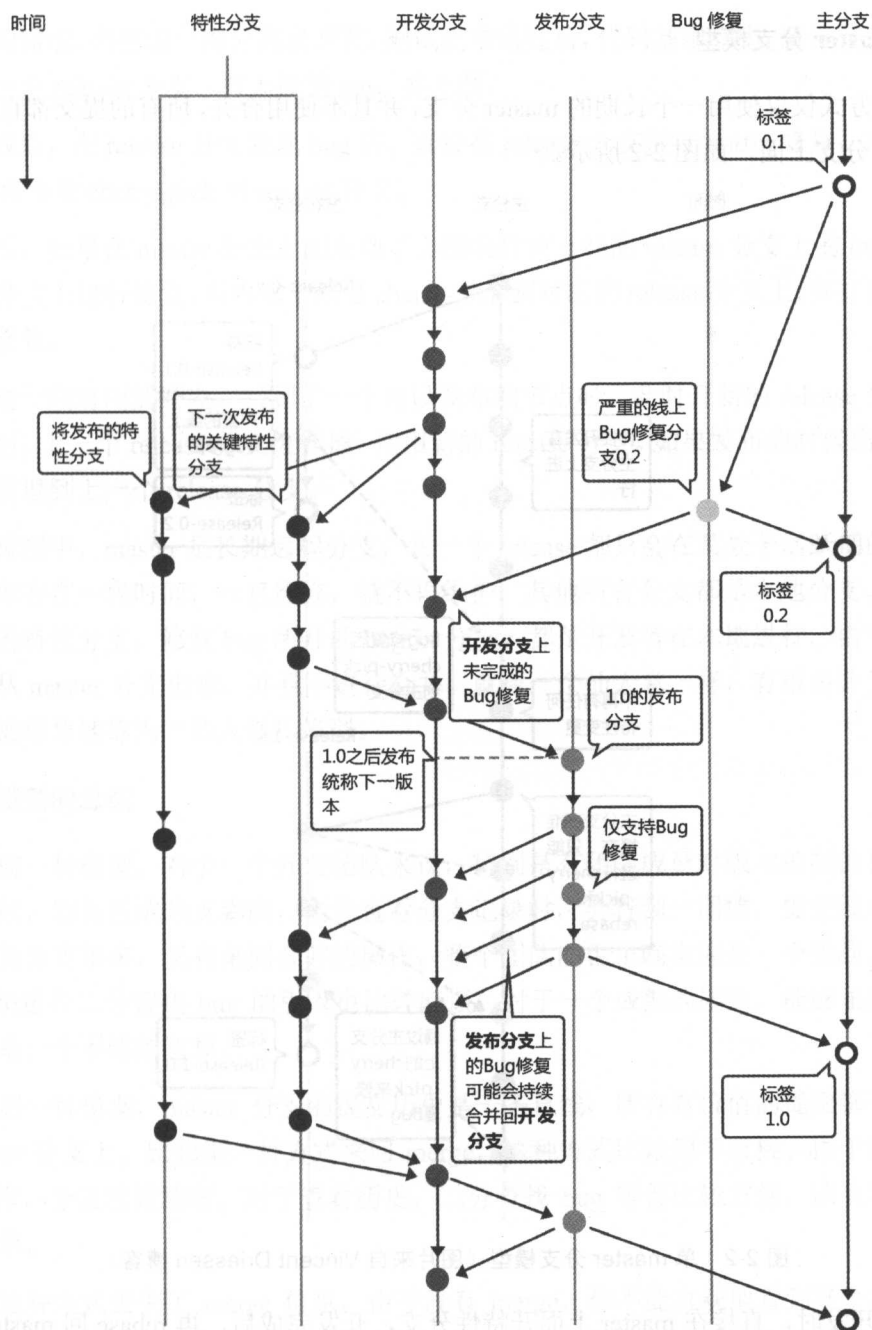 时间
特性分支
开发分支
发布分支
Bug 修复
主分支
标签
0.1
将发布的特
性分支
下一次发布
的关键特性
分支
严重的线上
Bug修复分
支0.2
标签
0.2
开发分支上
未完成的
Bug修复
1.0的发布
分支
1.0之后发布
统称下一版
本
仅支持Bug
修复
发布分支上
的Bug修复
可能会持续
合并回开发
分支
标签
1.0